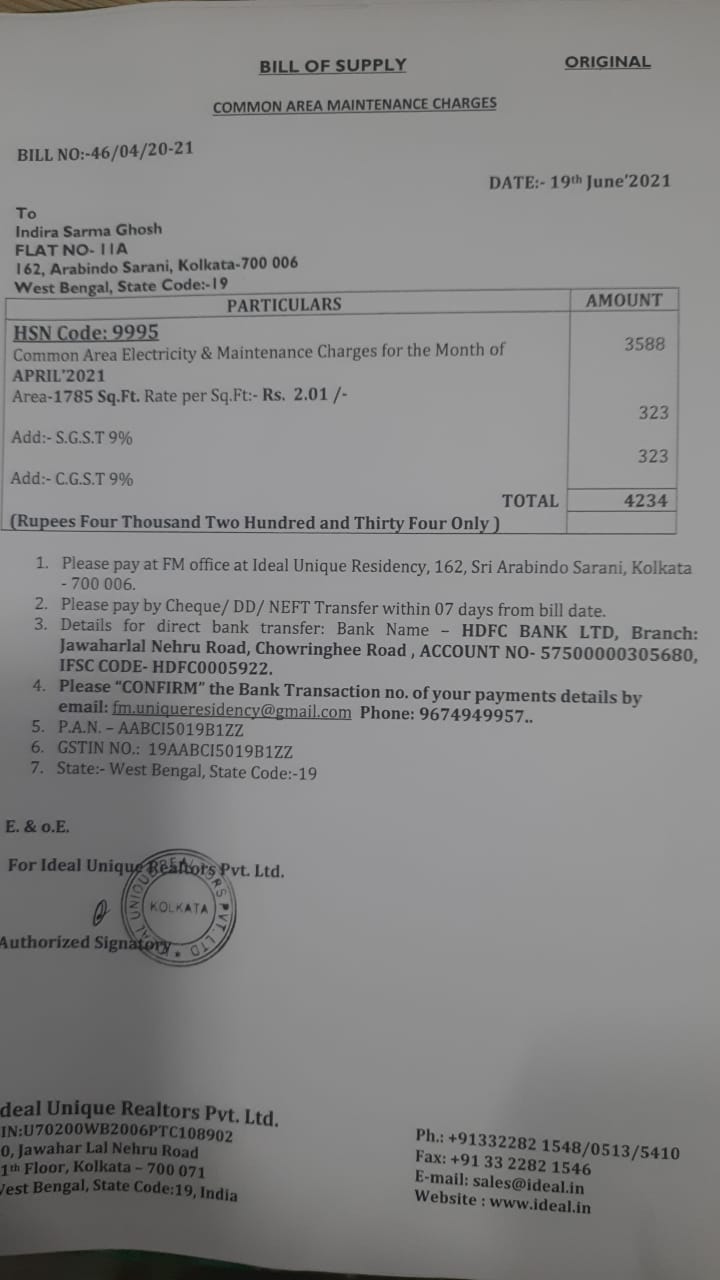 BILL OF SUPPLY
ORIGINAL
COMMON AREA MAINTENANCE CHARGES
BILL NO:-46/04/20-21
DATE:- 19th June'2021
To
Indira Sarma Ghosh
FLAT NO- 11A
162, Arabindo Sarani, Kolkata-700 006
West Bengal, State Code:-19
PARTICULARS AMOUNT
HSN Code: 9995
Common Area Electricity & Maintenance Charges for the Month of 3588
APRIL'2021
Area-1785 Sq.Ft. Rate per Sq.Ft:- Rs. 2.01 /-
323
Add:- S.G.S.T 9%
323
Add:- C.G.S.T 9%
TOTAL 4234
(Rupees Four Thousand Two Hundred and Thirty Four Only )
1. Please pay at FM office at Ideal Unique Residency, 162, Sri Arabindo Sarani, Kolkata
- 700 006.
2. Please pay by Cheque/ DD/ NEFT Transfer within 07 days from bill date.
3. Details for direct bank transfer: Bank Name – HDFC BANK LTD, Branch:
Jawaharlal Nehru Road, Chowringhee Road , ACCOUNT NO- 57500000305680,
IFSC CODE- HDFC0005922.
4. Please “CONFIRM” the Bank Transaction no. of your payments details by
email: fm.uniqueresidency@gmail.com Phone: 9674949957..
5. P.A.N. – AABCI5019B1ZZ
6. GSTIN NO.: 19AABCI5019B1ZZ
7. State:- West Bengal, State Code:-19
E. & o.E.
For Ideal Unique Realtors Pvt. Ltd.
KOLKATA
Authorized Signatory
deal Unique Realtors Pvt. Ltd.
IN:U70200WB2006PTC108902
0, Jawahar Lal Nehru Road
1th Floor, Kolkata – 700 071
West Bengal, State Code:19, India
Ph.: +91332282 1548/0513/5410
Fax: +91 33 2282 1546
E-mail: sales@ideal.in
Website : www.ideal.in